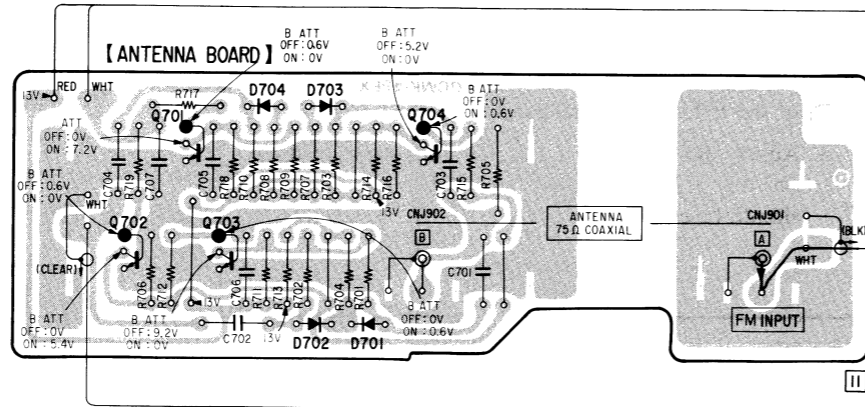 B ATT
OFF:0.6V
ON :0V
B ATT
OFF:5.2V
ON :0V
【ANTENNA BOARD】
RED
WHT
13V
R717
D704
D703
B ATT
OFF:0V
ON :0.6V
Q701
Q704
ATT
OFF:0V
ON :7.2V
C704
R719
C707
C705
R718
R710
R708
R709
R707
R703
R714
R716
C703
R715
R705
B ATT
OFF:0.6V
ON :0V
WHT
13V
Q702
Q703
CNJ902
ANTENNA
75Ω COAXIAL
CNJ901
B
A
(BLK)
WHT
(CLEAR)
R706
R712
13V
C706
R711
R713
R702
R704
R701
C701
B ATT
OFF:0V
ON :5.4V
B ATT
OFF:9.2V
ON :0V
C702
13V
D702
D701
B ATT
OFF:0V
ON :0.6V
FM INPUT
11